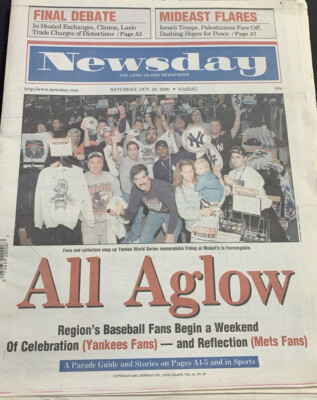 FINAL DEBATE
In Heated Exchanges, Clinton, Lazio
Trade Charges of Distortions / Page A5
MIDEAST FLARES
Israeli Troops, Palestinians Face Off,
Dashing Hopes for Peace / Page A7
Newsday
THE LONG ISLAND NEWSPAPER
http://www.newsday.com
SATURDAY, OCT. 28, 2000 • NASSAU
50¢
Fans and collectors snap up Yankee World Series memorabilia Friday at Modell's in Farmingdale.
All Aglow
Region's Baseball Fans Begin a Weekend
Of Celebration (Yankees Fans) — and Reflection (Mets Fans)
A Parade Guide and Stories on Pages A4-5 and in Sports